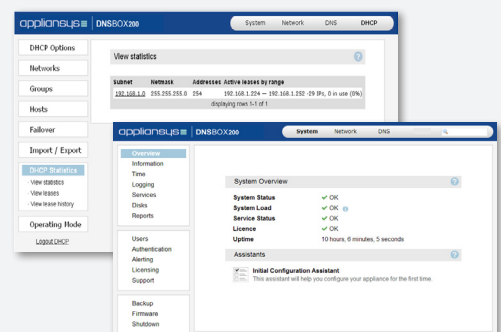 appliansys DNSBOX200
System Network DNS DHCP
DHCP Options
Networks
Groups
Hosts
Failover
Import / Export
DHCP Statistics
View statistics
View leases
View lease history
Operating Mode
Logout DHCP
View statistics
Subnet Netmask Addresses Active leases by range
192.168.1.0 255.255.255.0 254 192.168.1.224 — 192.168.1.252 -29 IPs, 0 in use (0%)
displaying rows 1-1 of 1
appliansys DNSBOX200
System Network DNS
Overview
Information
Time
Logging
Services
Disks
Reports
Users
Authentication
Alerting
Licensing
Support
Backup
Firmware
Shutdown
System Overview
System Status OK
System Load OK
Service Status OK
Licence OK
Uptime 10 hours, 6 minutes, 5 seconds
Assistants
Initial Configuration Assistant
This assistant will help you configure your appliance for the first time.